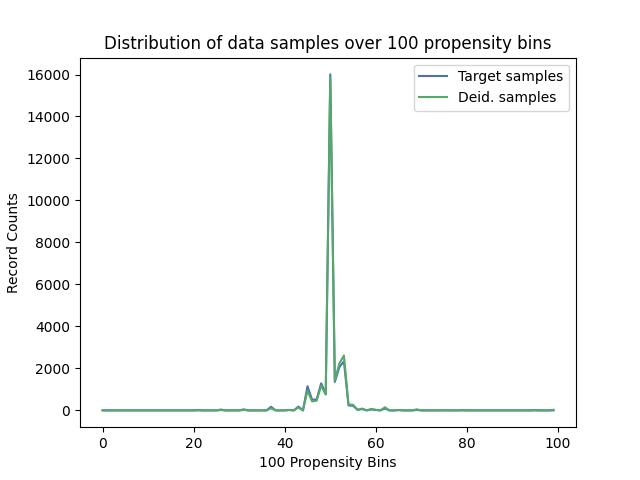 Distribution of data samples over 100 propensity bins
Target samples
Deid. samples
Record Counts
16000
14000
12000
10000
8000
6000
4000
2000
0
0 20 40 60 80 100
100 Propensity Bins